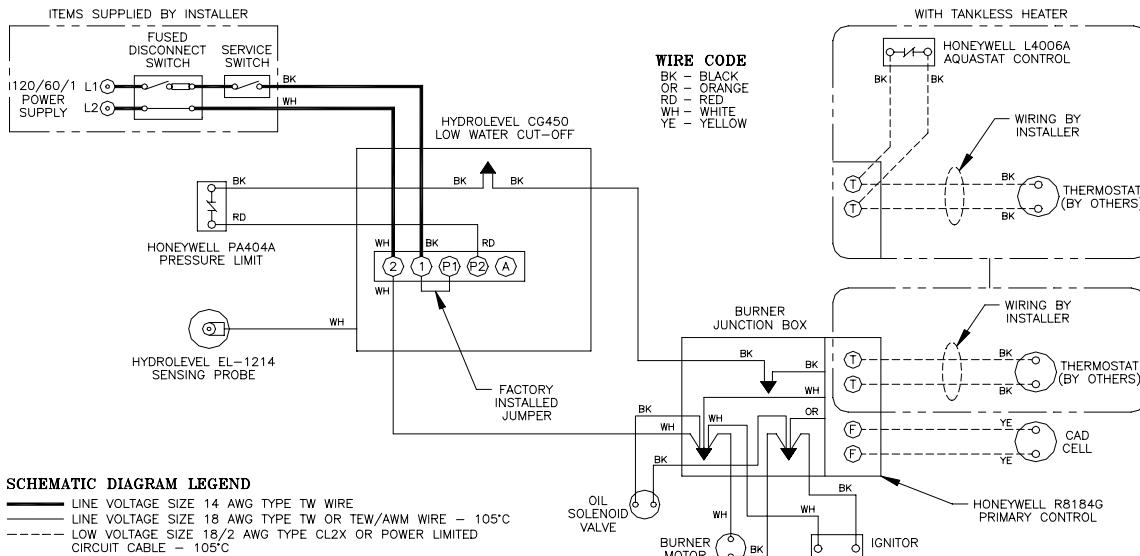 ITEMS SUPPLIED BY INSTALLER
FUSED
DISCONNECT
SWITCH
SERVICE
SWITCH
120/60/1
POWER
SUPPLY
L1
L2
BK
WH
WIRE CODE
BK - BLACK
OR - ORANGE
RD - RED
WH - WHITE
YE - YELLOW
WITH TANKLESS HEATER
HONEYWELL L4006A
AQUASTAT CONTROL
BK
BK
WIRING BY
INSTALLER
T
T
BK
BK
THERMOSTAT
(BY OTHERS)
HYDROLEVEL CG450
LOW WATER CUT-OFF
BK
BK
BK
RD
HONEYWELL PA404A
PRESSURE LIMIT
WH
BK
RD
2
1
P1
P2
A
WH
WH
HYDROLEVEL EL-1214
SENSING PROBE
FACTORY
INSTALLED
JUMPER
BURNER
JUNCTION BOX
WIRING BY
INSTALLER
BK
BK
WH
OR
T
T
BK
BK
THERMOSTAT
(BY OTHERS)
F
F
YE
YE
CAD
CELL
BK
WH
WH
BK
BK
OIL
SOLENOID
VALVE
HONEYWELL R8184G
PRIMARY CONTROL
WH
WH
BURNER
MOTOR
BK
IGNITOR
SCHEMATIC DIAGRAM LEGEND
LINE VOLTAGE SIZE 14 AWG TYPE TW WIRE
LINE VOLTAGE SIZE 18 AWG TYPE TW OR TEW/AWM WIRE - 105°C
LOW VOLTAGE SIZE 18/2 AWG TYPE CL2X OR POWER LIMITED
CIRCUIT CABLE - 105°C